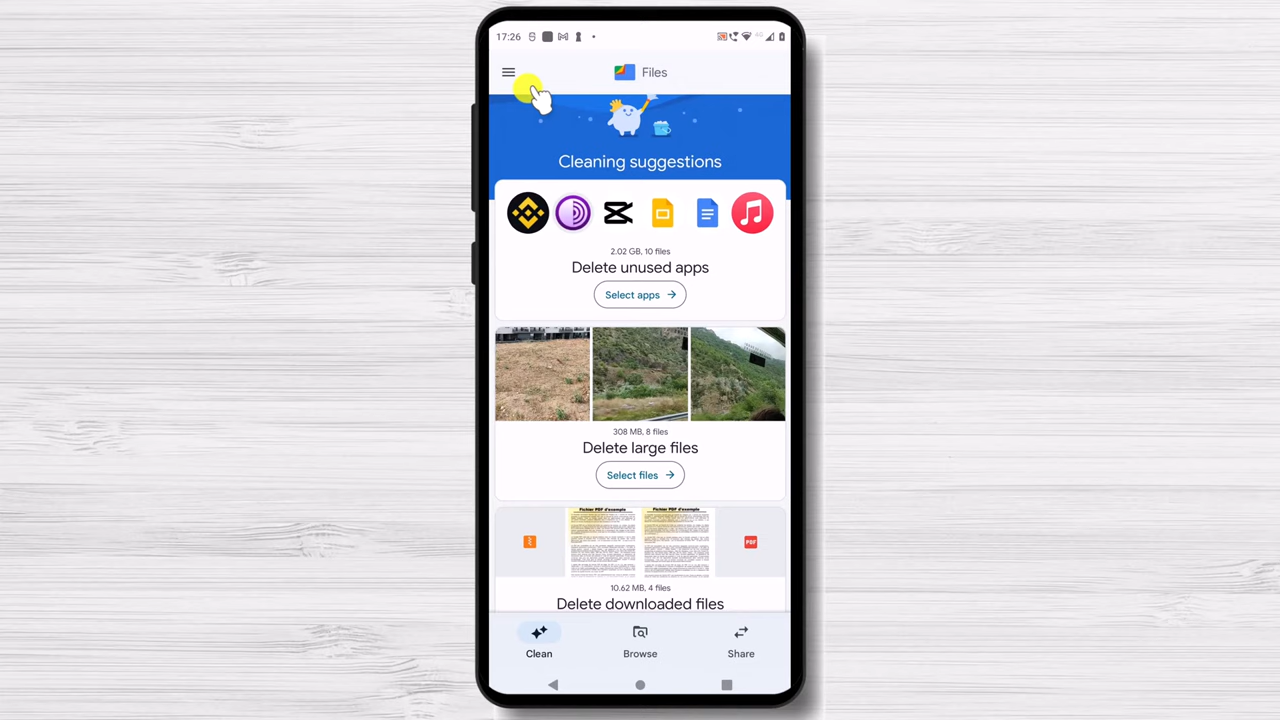 17:26
4G
Files
Cleaning suggestions
2.02 GB, 10 files
Delete unused apps
Select apps
308 MB, 8 files
Delete large files
Select files
Fichier PDF d'exemple
Fichier PDF d'exemple
PDF
10.62 MB, 4 files
Delete downloaded files
Clean
Browse
Share